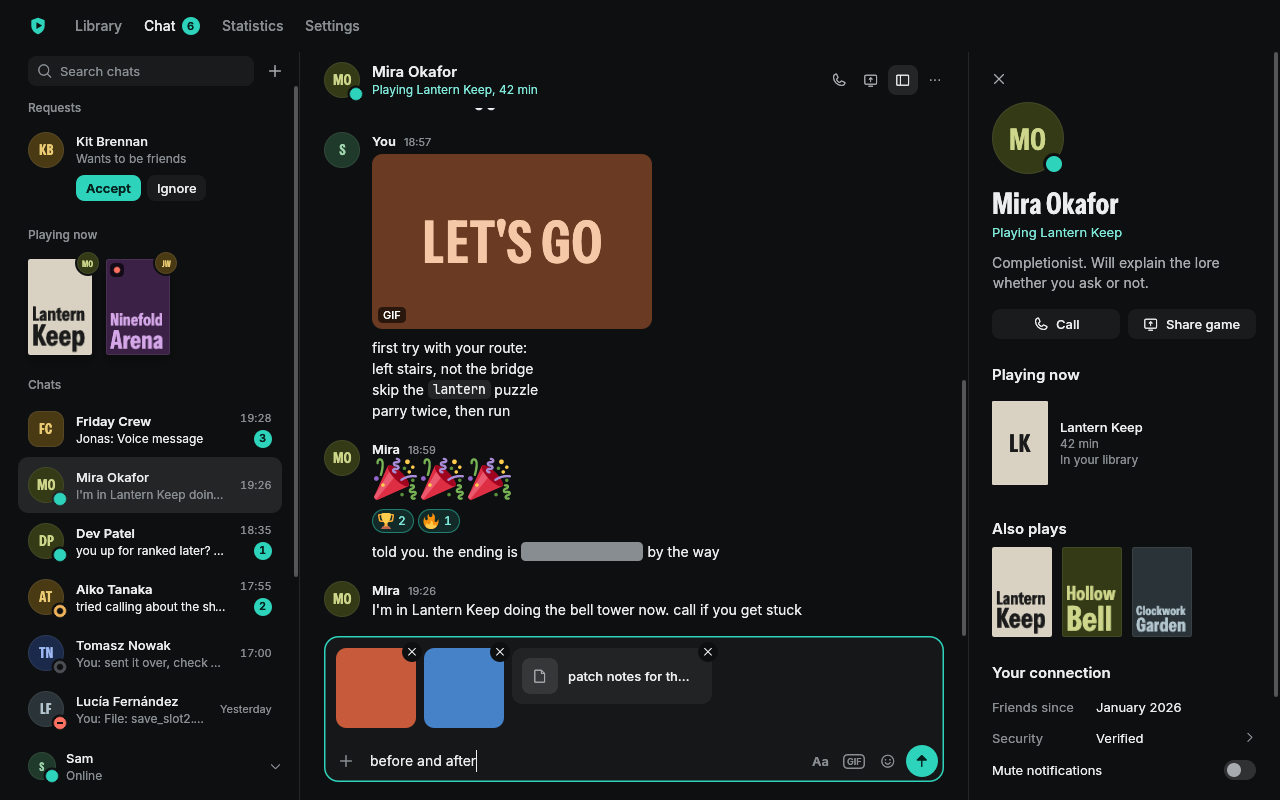 Library
Chat 6
Statistics
Settings
Search chats
Requests
KB
Kit Brennan
Wants to be friends
Accept
Ignore
Playing now
MO
Lantern
Keep
JW
Ninefold
Arena
Chats
FC
Friday Crew
19:28
Jonas: Voice message
3
MO
Mira Okafor
I'm in Lantern Keep doin...
19:26
DP
Dev Patel
18:35
you up for ranked later? ...
1
AT
Aiko Tanaka
17:55
tried calling about the sh...
2
TN
Tomasz Nowak
You: sent it over, check ...
17:00
LF
Lucía Fernández
You: File: save_slot2....
Yesterday
S
Sam
Online
MO
Mira Okafor
Playing Lantern Keep, 42 min
S
You 18:57
LET'S GO
GIF
first try with your route:
left stairs, not the bridge
skip the lantern puzzle
parry twice, then run
MO
Mira 18:59
2
1
told you. the ending is by the way
MO
Mira 19:26
I'm in Lantern Keep doing the bell tower now. call if you get stuck
patch notes for th...
before and after
Aa
GIF
MO
Mira Okafor
Playing Lantern Keep
Completionist. Will explain the lore
whether you ask or not.
Call
Share game
Playing now
LK
Lantern Keep
42 min
In your library
Also plays
Lantern
Keep
Hollow
Bell
Clockwork
Garden
Your connection
Friends since January 2026
Security Verified
Mute notifications